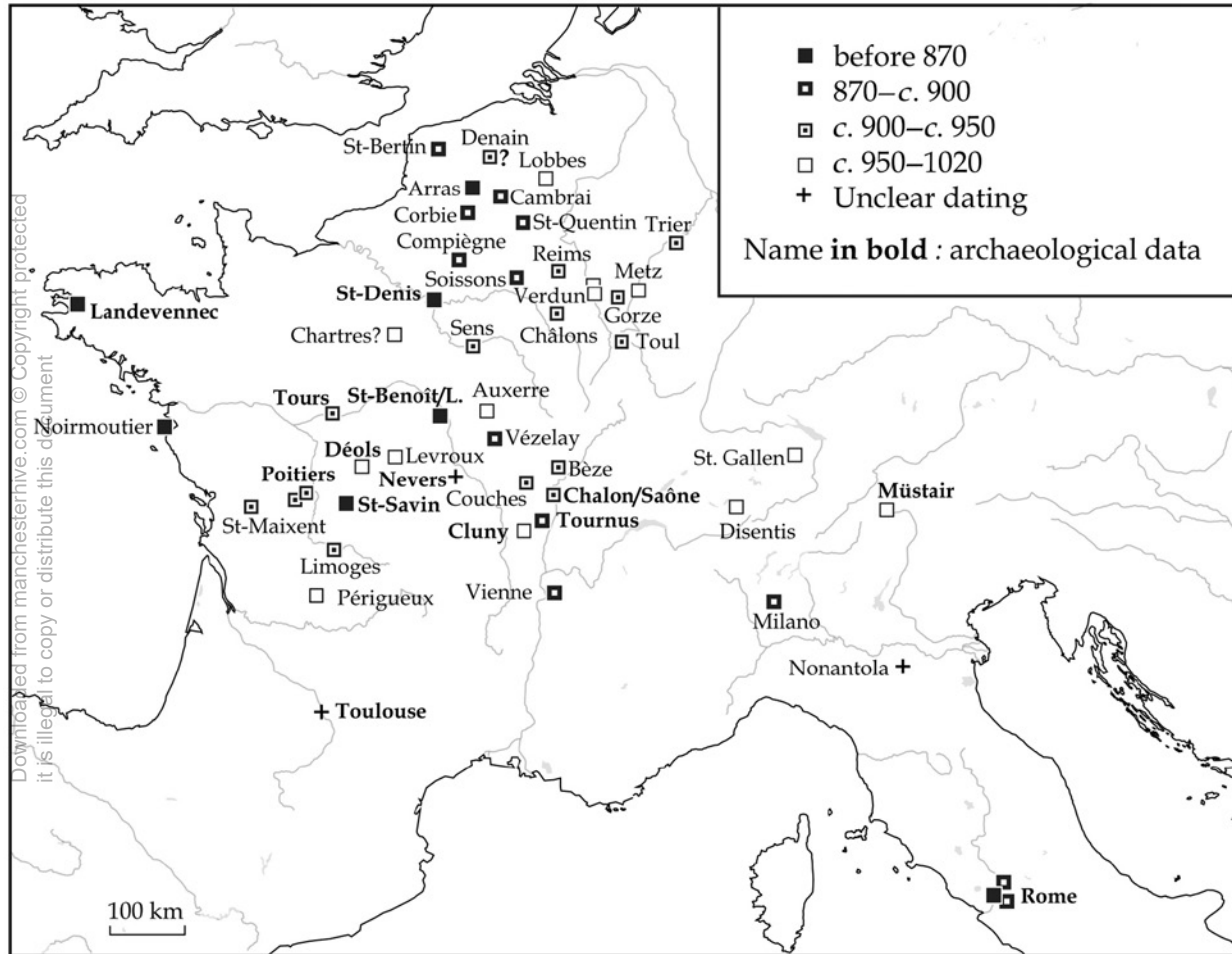 before 870
870–c. 900
c. 900–c. 950
c. 950–1020
Unclear dating
Name in bold : archaeological data
St-Bertin
Denain
?
Lobbes
Arras
Cambrai
Corbie
St-Quentin
Trier
Compiègne
Reims
Metz
Soissons
Verdun
St-Denis
Gorze
Landevennec
Chartres?
Sens
Châlons
Toul
Tours
St-Benoît/L.
Auxerre
Noirmoutier
Vézelay
Déols
Levroux
Bèze
St. Gallen
Poitiers
Nevers
Couches
Chalon/Saône
Müstair
St-Savin
St-Maixent
Cluny
Tournus
Disentis
Limoges
Périgueux
Vienne
Milano
Nonantola
Toulouse
Rome
100 km
Downloaded from manchesterhive.com © Copyright protected
it is illegal to copy or distribute this document